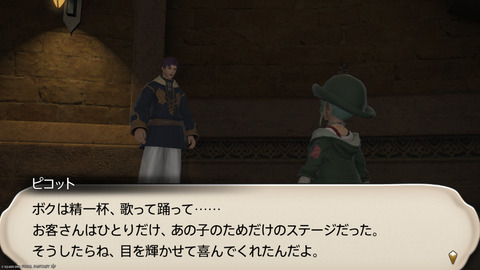 ピコット
ボクは精一杯、歌って踊って……
お客さんはひとりだけ、あの子のためだけのステージだった。
そうしたらね、目を輝かせて喜んでくれたんだよ。